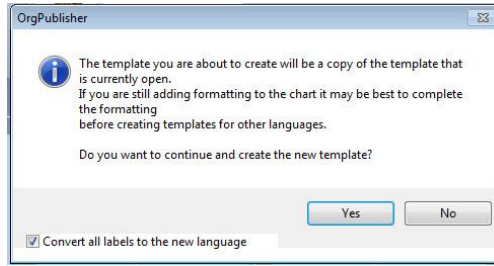 OrgPublisher
The template you are about to create will be a copy of the template that
is currently open.
If you are still adding formatting to the chart it may be best to complete
the formatting
before creating templates for other languages.
Do you want to continue and create the new template?
Yes
No
Convert all labels to the new language